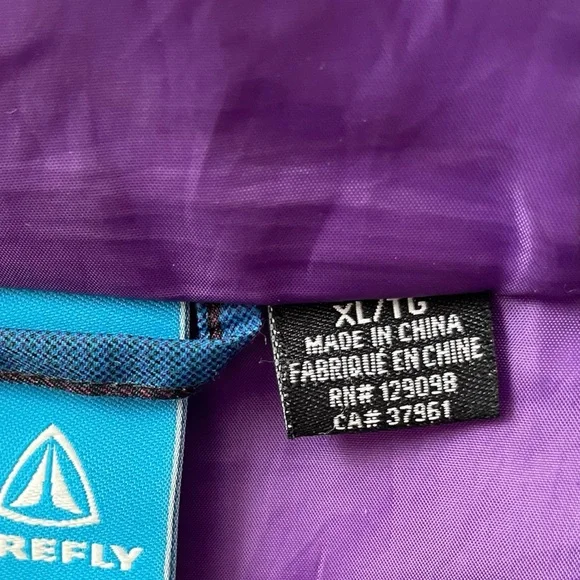 XL/TG
MADE IN CHINA
FABRIQUÉ EN CHINE
RN# 129098
CA# 37961
REFLY